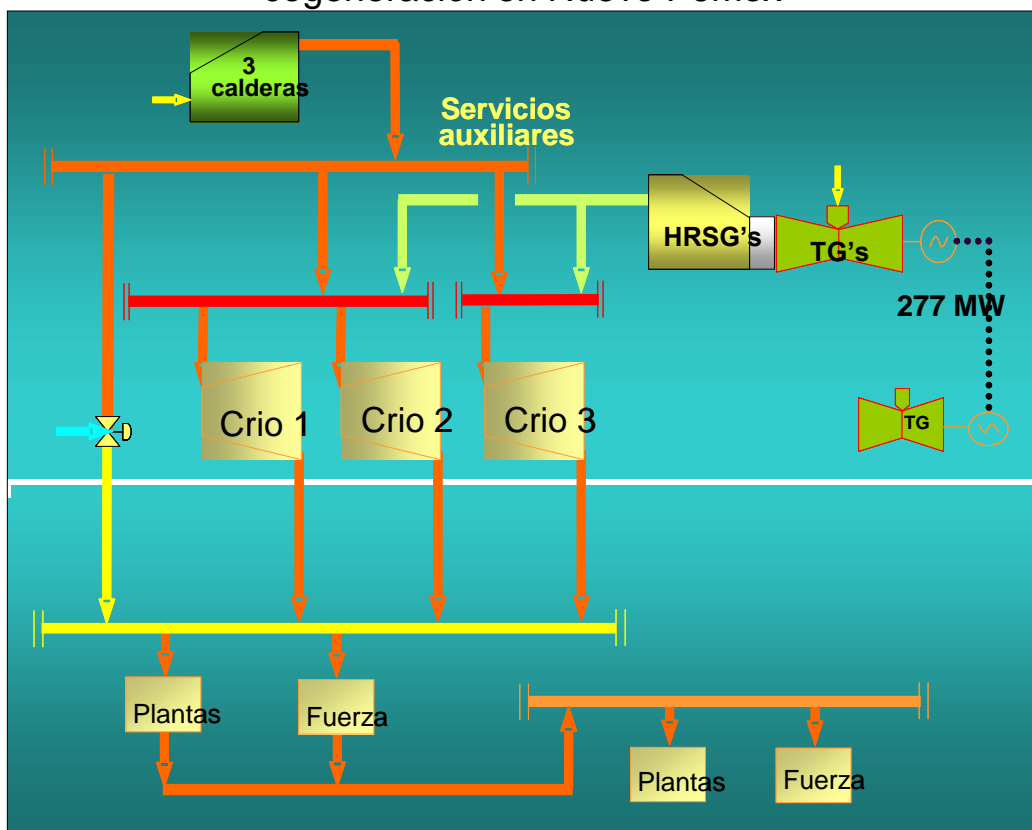 3
calderas
Servicios
auxiliares
HRSG's
TG's
277 MW
Crio 1
Crio 2
Crio 3
TG
Plantas
Fuerza
Plantas
Fuerza